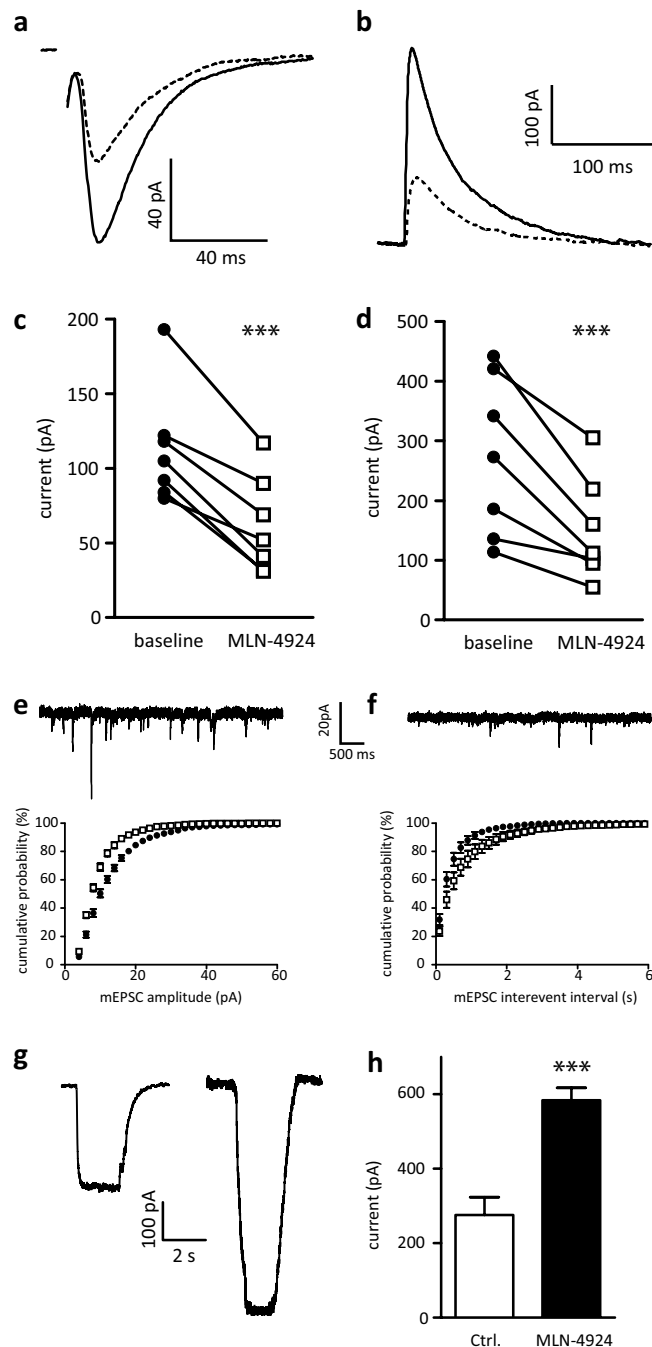 a
b
40 pA
40 ms
100 pA
100 ms
c
d
***
***
200
150
100
50
0
current (pA)
baseline MLN-4924
500
400
300
200
100
0
current (pA)
baseline MLN-4924
e
f
20pA
500 ms
100
80
60
40
20
0
cumulative probability (%)
0 20 40 60
mEPSC amplitude (pA)
100
80
60
40
20
0
cumulative probability (%)
0 2 4 6
mEPSC interevent interval (s)
g
h
100 pA
2 s
***
600
400
200
0
current (pA)
Ctrl. MLN-4924